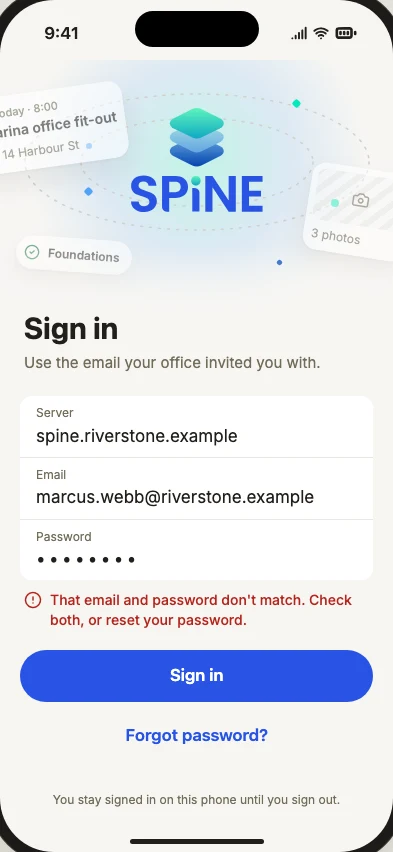 9:41
oday · 8:00
arina office fit-out
14 Harbour St
SPiNE
3 photos
Foundations
Sign in
Use the email your office invited you with.
Server
spine.riverstone.example
Email
marcus.webb@riverstone.example
Password
That email and password don't match. Check
both, or reset your password.
Sign in
Forgot password?
You stay signed in on this phone until you sign out.